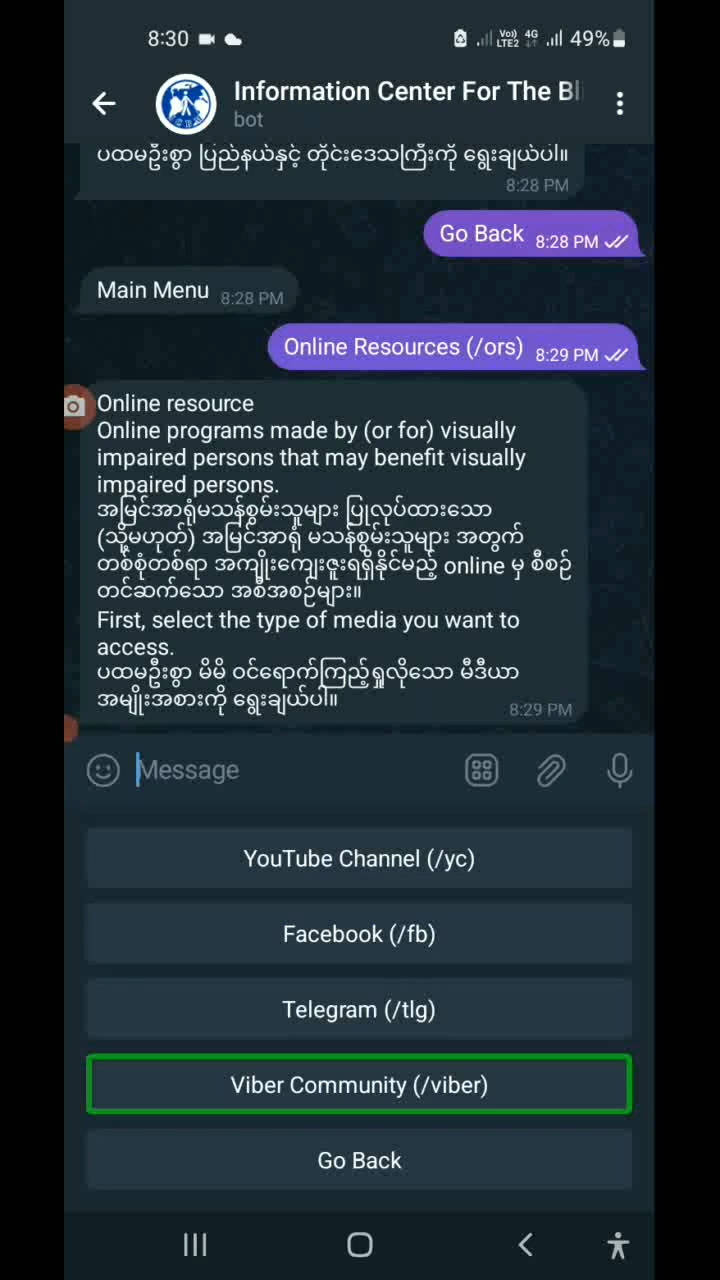 8:30
Vo)) LTE2 4G 49%
Information Center For The Bli
bot
ပထမဦးစွာ ပြည်နယ်နှင့် တိုင်းဒေသကြီးကို ရွေးချယ်ပါ။
8:28 PM
Go Back 8:28 PM
Main Menu 8:28 PM
Online Resources (/ors) 8:29 PM
Online resource
Online programs made by (or for) visually
impaired persons that may benefit visually
impaired persons.
အမြင်အာရုံမသန်စွမ်းသူများ ပြုလုပ်ထားသော
(သို့မဟုတ်) အမြင်အာရုံ မသန်စွမ်းသူများ အတွက်
တစ်စုံတစ်ရာ အကျိုးကျေးဇူးရရှိနိုင်မည့် online မှ စီစဉ်
တင်ဆက်သော အစီအစဉ်များ။
First, select the type of media you want to
access.
ပထမဦးစွာ မိမိ ဝင်ရောက်ကြည့်ရှုလိုသော မီဒီယာ
အမျိုးအစားကို ရွေးချယ်ပါ။
8:29 PM
Message
YouTube Channel (/yc)
Facebook (/fb)
Telegram (/tlg)
Viber Community (/viber)
Go Back